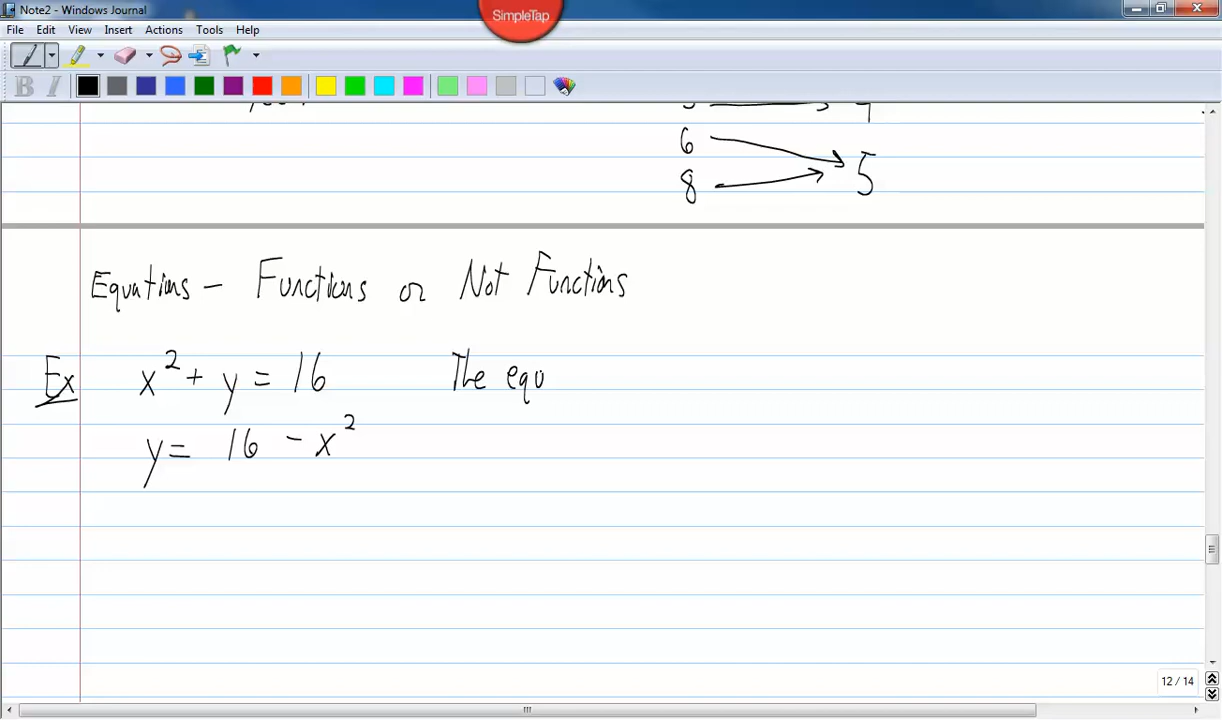 Note2 - Windows Journal
SimpleTap
File Edit View Insert Actions Tools Help
B I
6
8 5
Equations - Functions or Not Functions
Ex x² + y = 16 The equ
y = 16 - x²
12 / 14